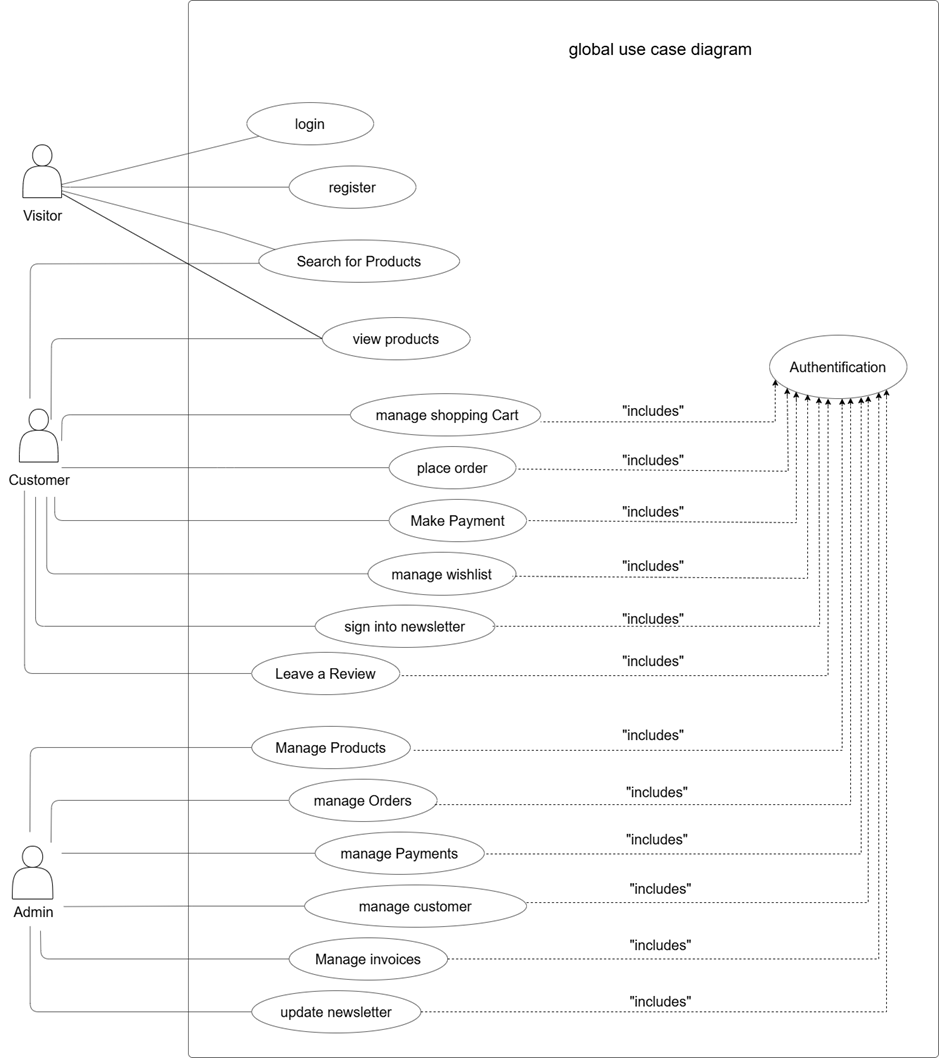 global use case diagram
login
register
Visitor
Search for Products
view products
Authentification
manage shopping Cart
"includes"
place order
"includes"
Customer
Make Payment
"includes"
manage wishlist
"includes"
sign into newsletter
"includes"
Leave a Review
"includes"
Manage Products
"includes"
manage Orders
"includes"
manage Payments
"includes"
manage customer
"includes"
Admin
Manage invoices
"includes"
update newsletter
"includes"